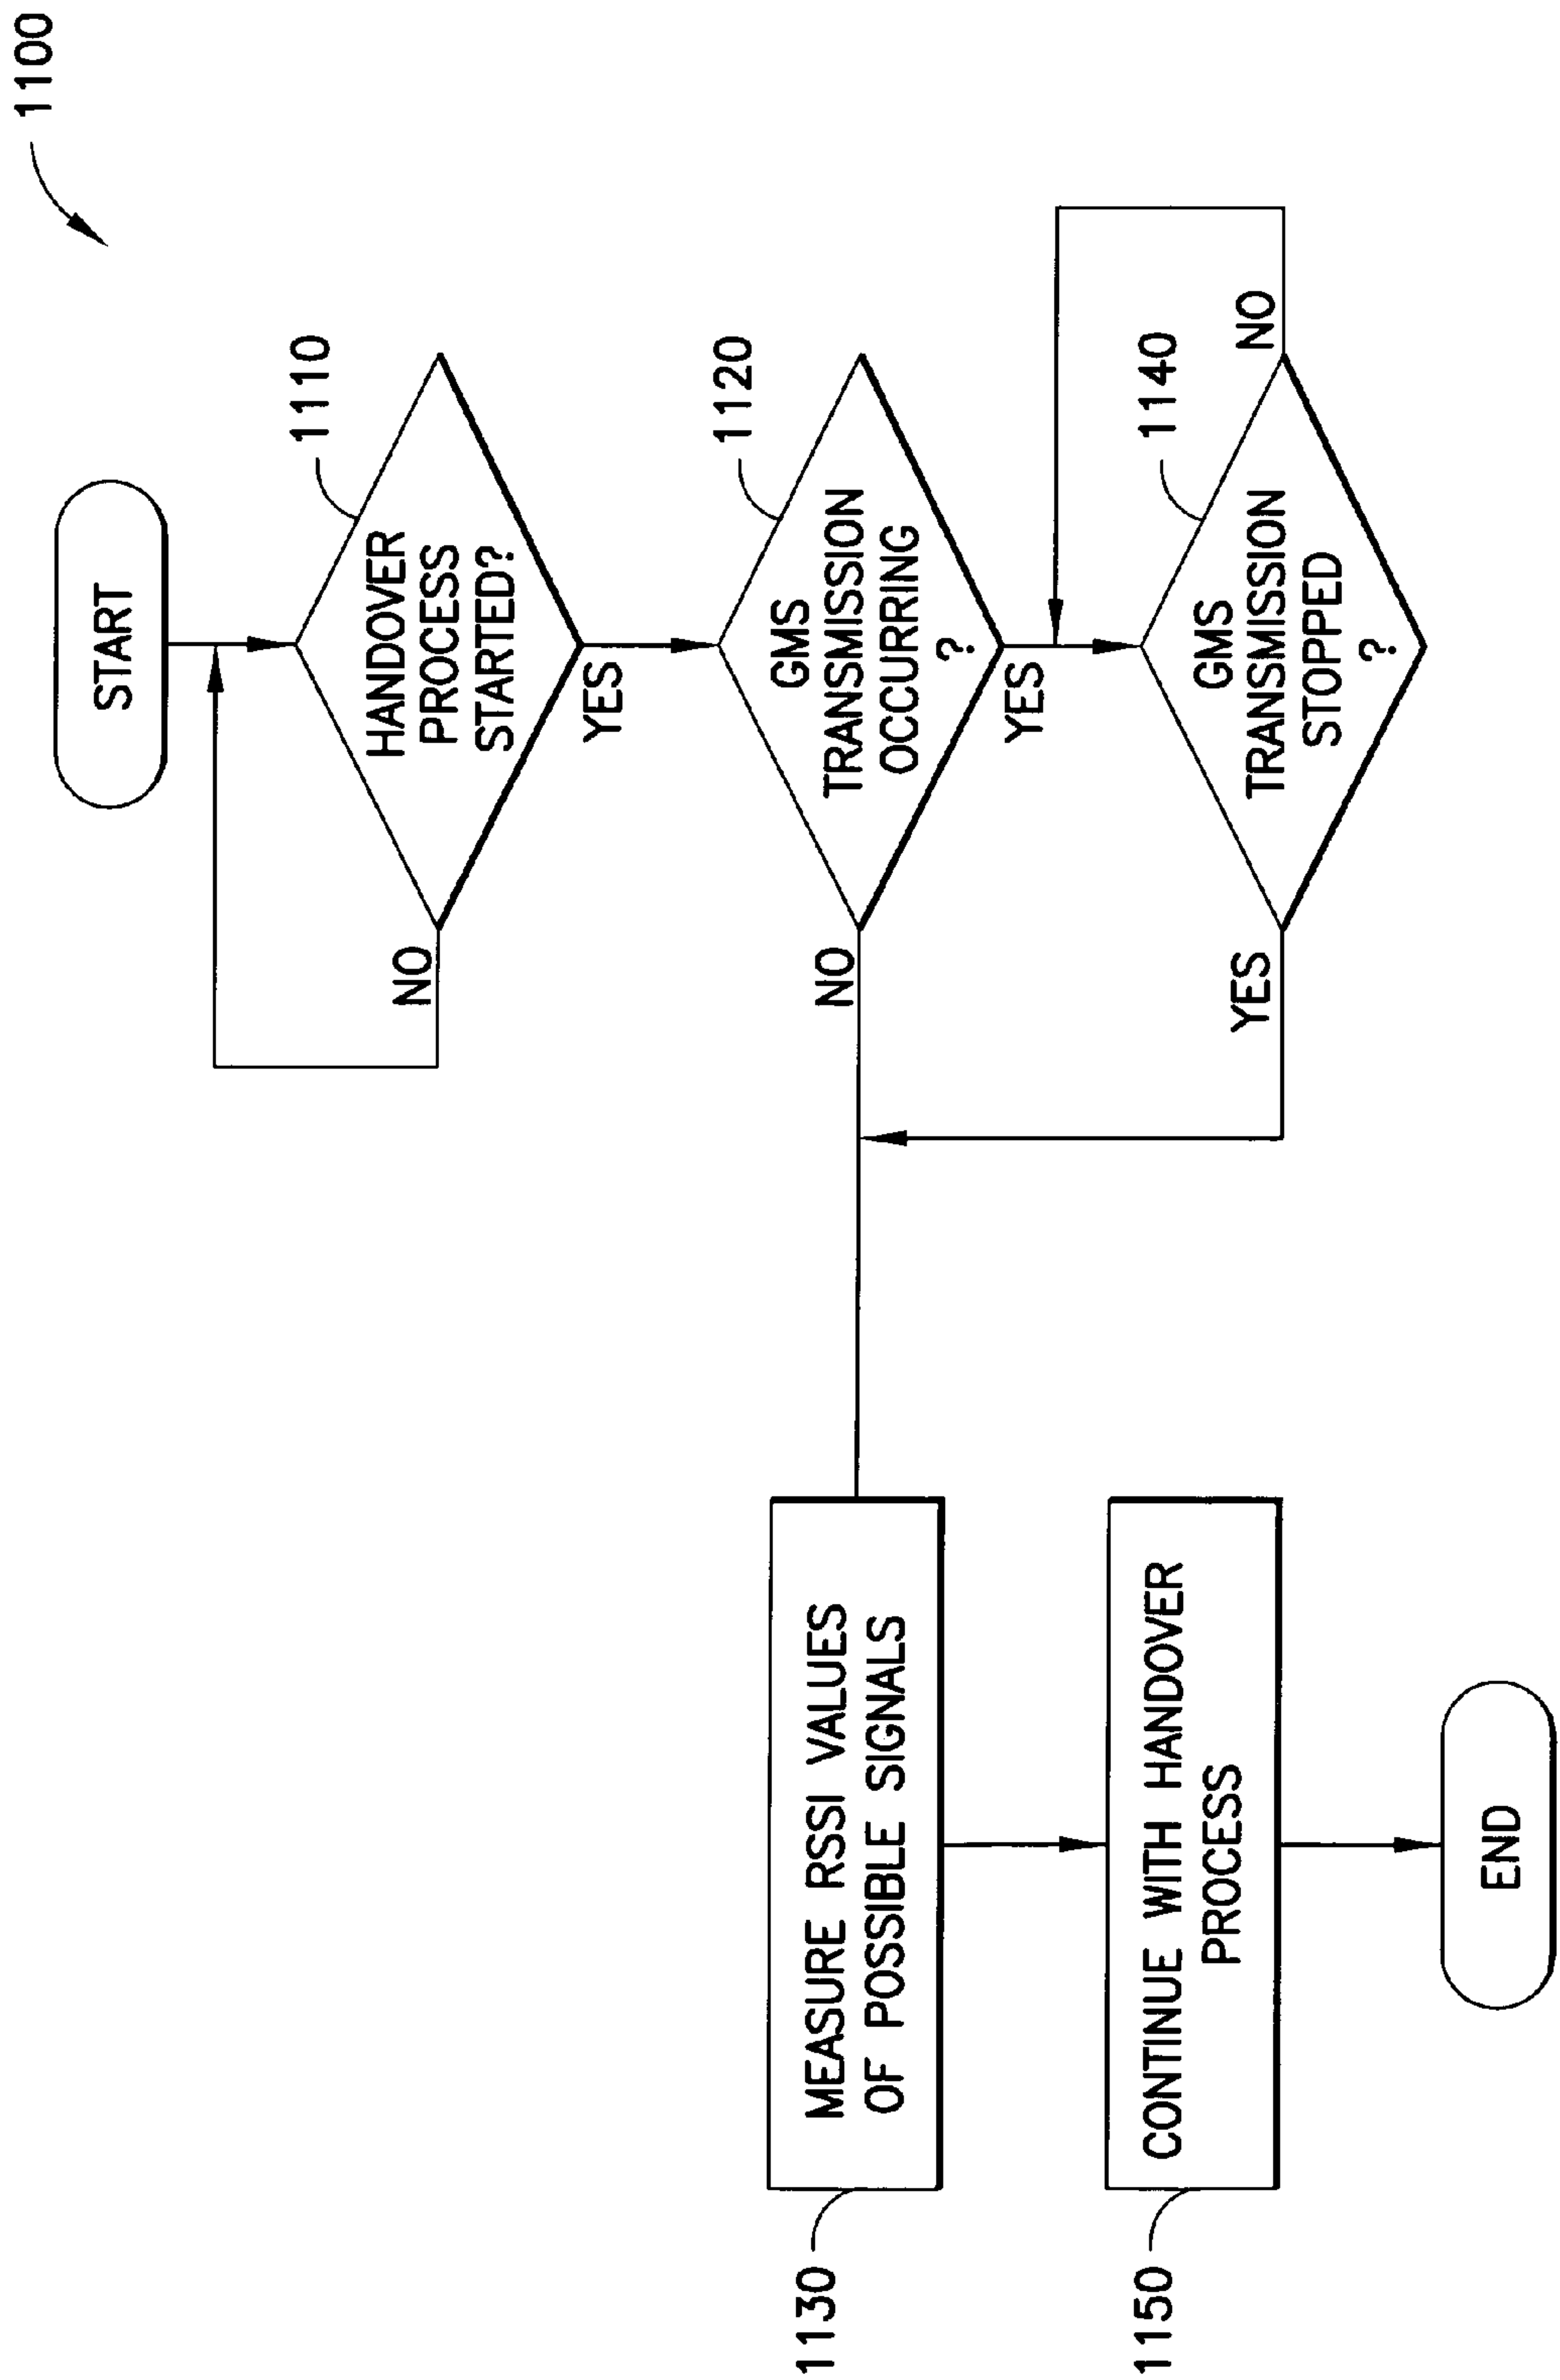 1100
START
HANDOVER
PROCESS
STARTED?
1110
NO
YES
GMS
TRANSMISSION
OCCURRING
?
1120
NO
YES
GMS
TRANSMISSION
STOPPED
?
1140
NO
YES
MEASURE RSSI VALUES
OF POSSIBLE SIGNALS
1130
CONTINUE WITH HANDOVER
PROCESS
1150
END